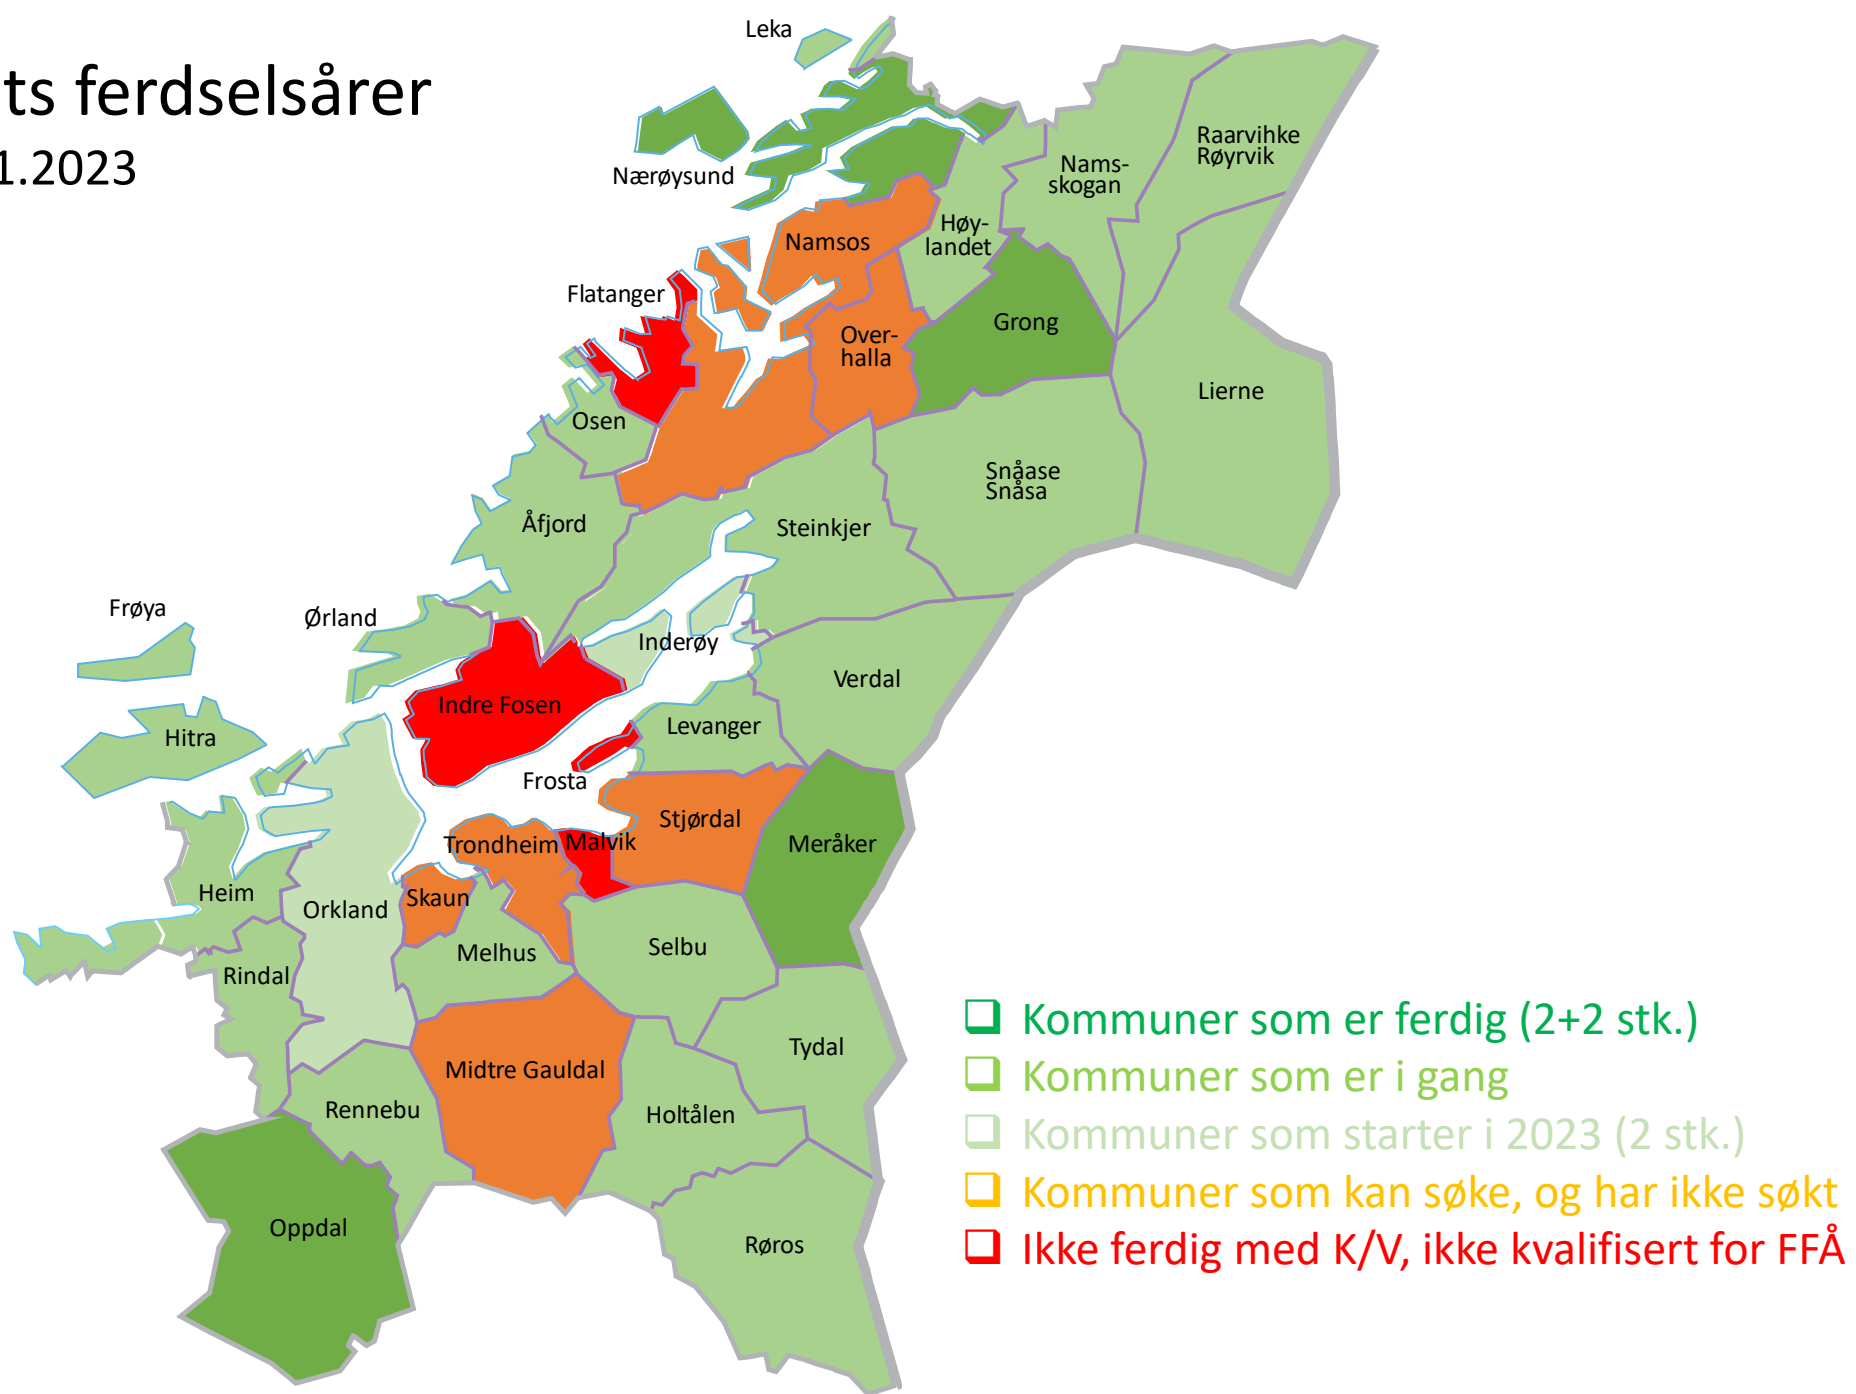 ts ferdselsårer
1.2023
Leka
Nærøysund
Raarvihke
Røyrvik
Nams-
skogan
Høy-
landet
Namsos
Flatanger
Grong
Over-
halla
Lierne
Osen
Snåase
Snåsa
Åfjord
Steinkjer
Frøya
Ørland
Inderøy
Verdal
Indre Fosen
Levanger
Hitra
Frosta
Stjørdal
Trondheim
Malvik
Meråker
Heim
Skaun
Orkland
Melhus
Selbu
Rindal
Tydal
Midtre Gauldal
Rennebu
Holtålen
Oppdal
Røros
❑ Kommuner som er ferdig (2+2 stk.)
❑ Kommuner som er i gang
❑ Kommuner som starter i 2023 (2 stk.)
❑ Kommuner som kan søke, og har ikke søkt
❑ Ikke ferdig med K/V, ikke kvalifisert for FFÅ